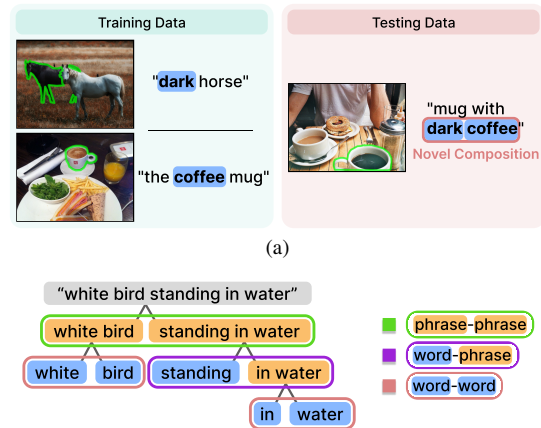 Training Data
Testing Data
"dark horse"
"the coffee mug"
"mug with
dark coffee"
Novel Composition
(a)
"white bird standing in water"
white bird standing in water
white bird standing in water
in water
phrase-phrase
word-phrase
word-word